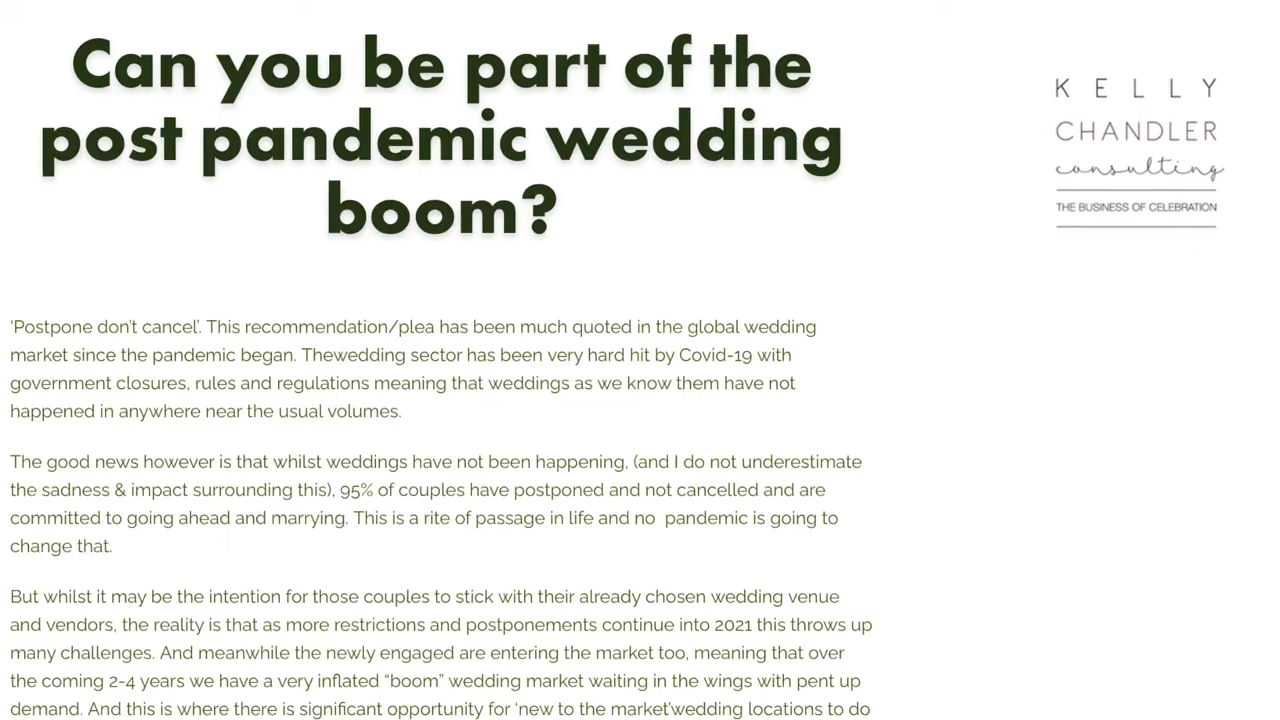 Can you be part of the
post pandemic wedding
boom?
KELLY
CHANDLER
consulting
THE BUSINESS OF CELEBRATION
‘Postpone don’t cancel’. This recommendation/plea has been much quoted in the global wedding
market since the pandemic began. Thewedding sector has been very hard hit by Covid-19 with
government closures, rules and regulations meaning that weddings as we know them have not
happened in anywhere near the usual volumes.
The good news however is that whilst weddings have not been happening, (and I do not underestimate
the sadness & impact surrounding this), 95% of couples have postponed and not cancelled and are
committed to going ahead and marrying. This is a rite of passage in life and no  pandemic is going to
change that.
But whilst it may be the intention for those couples to stick with their already chosen wedding venue
and vendors, the reality is that as more restrictions and postponements continue into 2021 this throws up
many challenges. And meanwhile the newly engaged are entering the market too, meaning that over
the coming 2-4 years we have a very inflated “boom” wedding market waiting in the wings with pent up
demand. And this is where there is significant opportunity for ‘new to the market’wedding locations to do